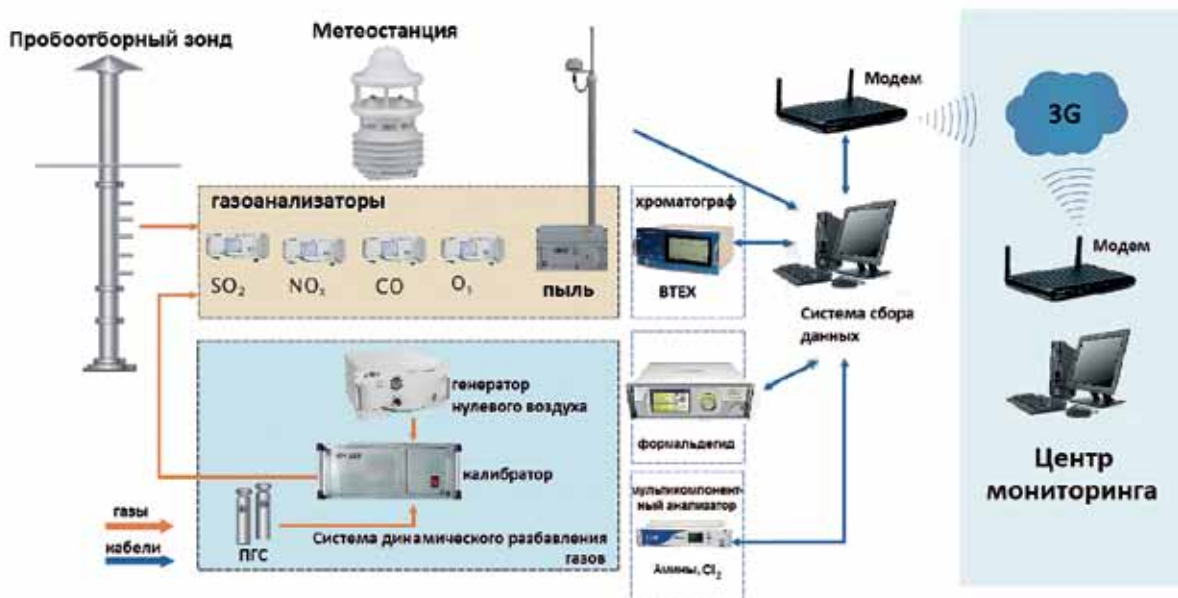 Пробоотборный зонд
Метеостанция
Модем
3G
газоанализаторы
SO₂
NOₓ
CO
O₃
пыль
хроматограф
BTEX
Система сбора
данных
Модем
Центр
мониторинга
генератор
нулевого воздуха
калибратор
ПГС
Система динамического разбавления
газов
формальдегид
мультикомпонент-
ный анализатор
Амины, Cl₂
газы
кабели